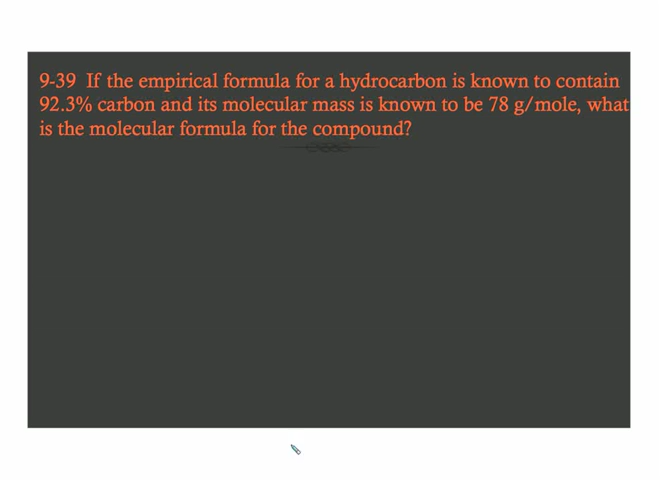 9-39 If the empirical formula for a hydrocarbon is known to contain
92.3% carbon and its molecular mass is known to be 78 g/mole, what
is the molecular formula for the compound?